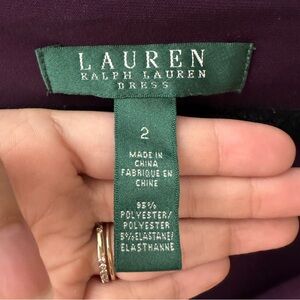 LAUREN
RALPH LAUREN
DRESS
2
MADE IN
CHINA
FABRIQUE EN
CHINE
95%
POLYESTER/
POLYESTER
5%ELASTANE/
ELASTHANNE